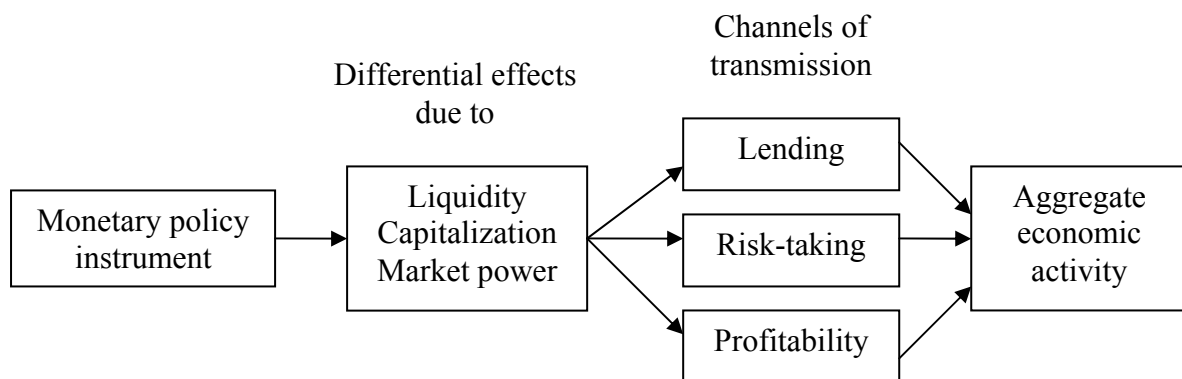 Channels of
transmission
Differential effects
due to
Monetary policy
instrument
Liquidity
Capitalization
Market power
Lending
Risk-taking
Profitability
Aggregate
economic
activity